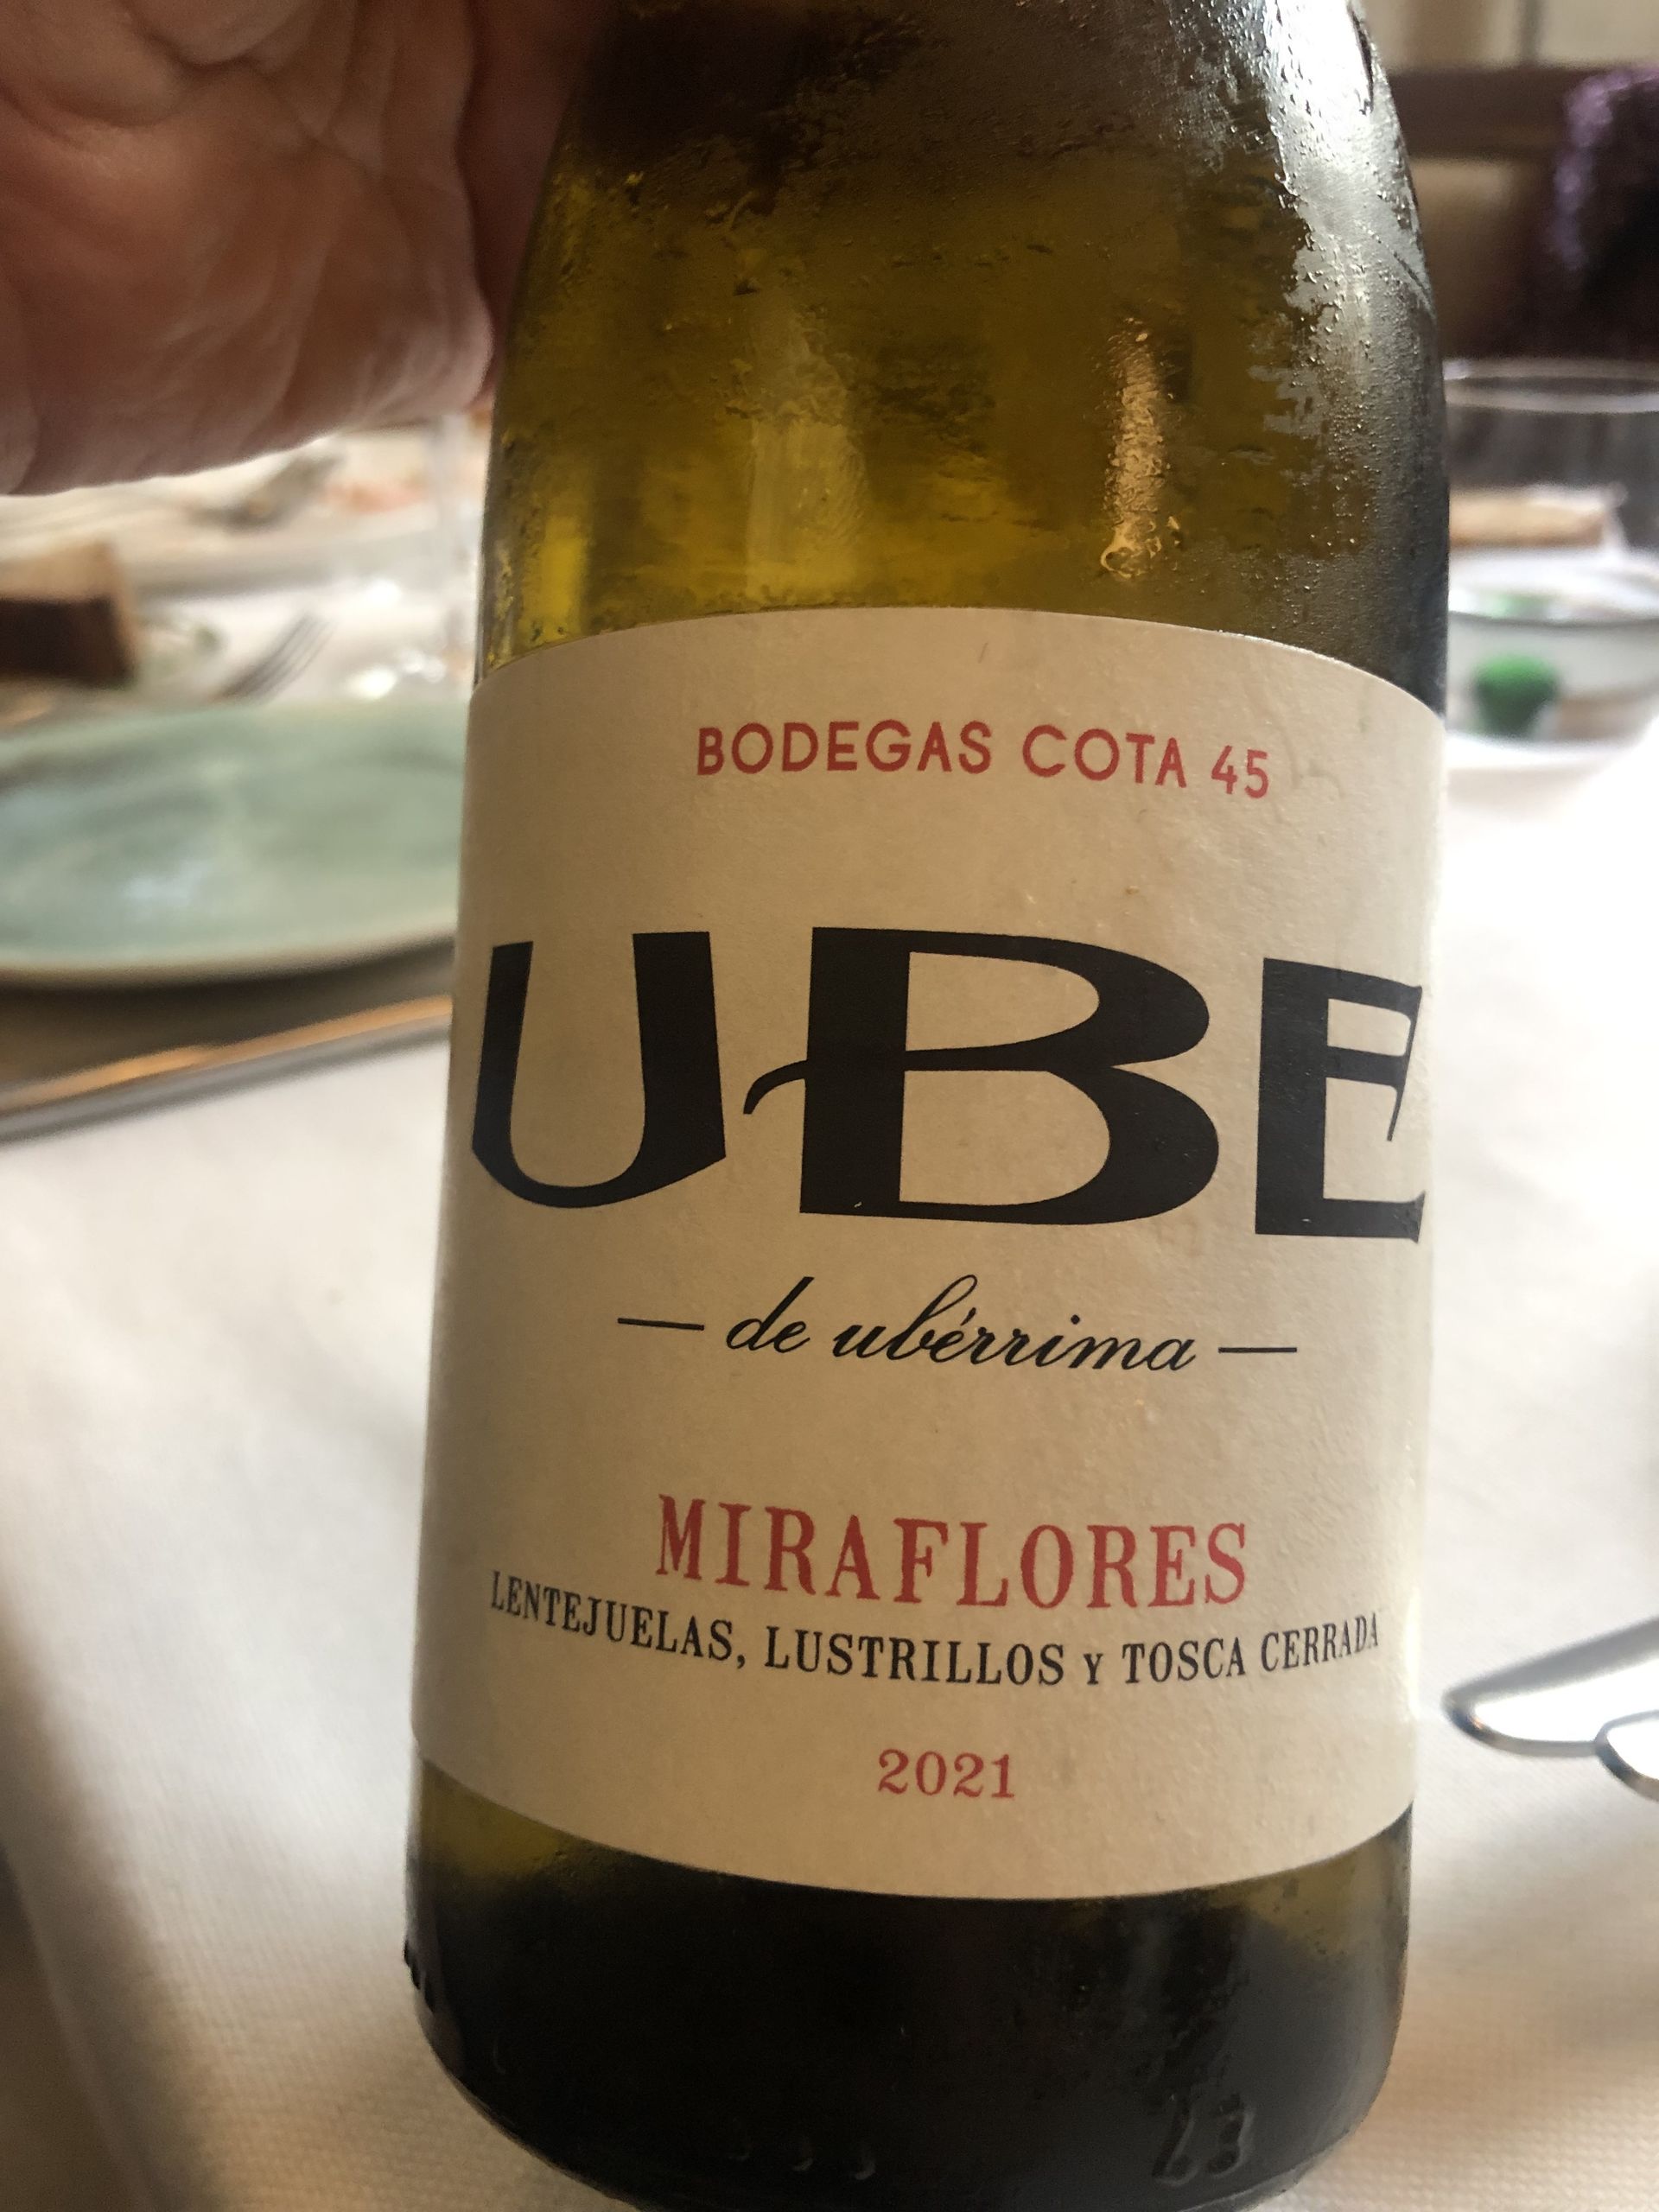 BODEGAS COTA 45
UBE
— de ubérrima —
MIRAFLORES
LENTEJUELAS, LUSTRILLOS Y TOSCA CERRADA
2021